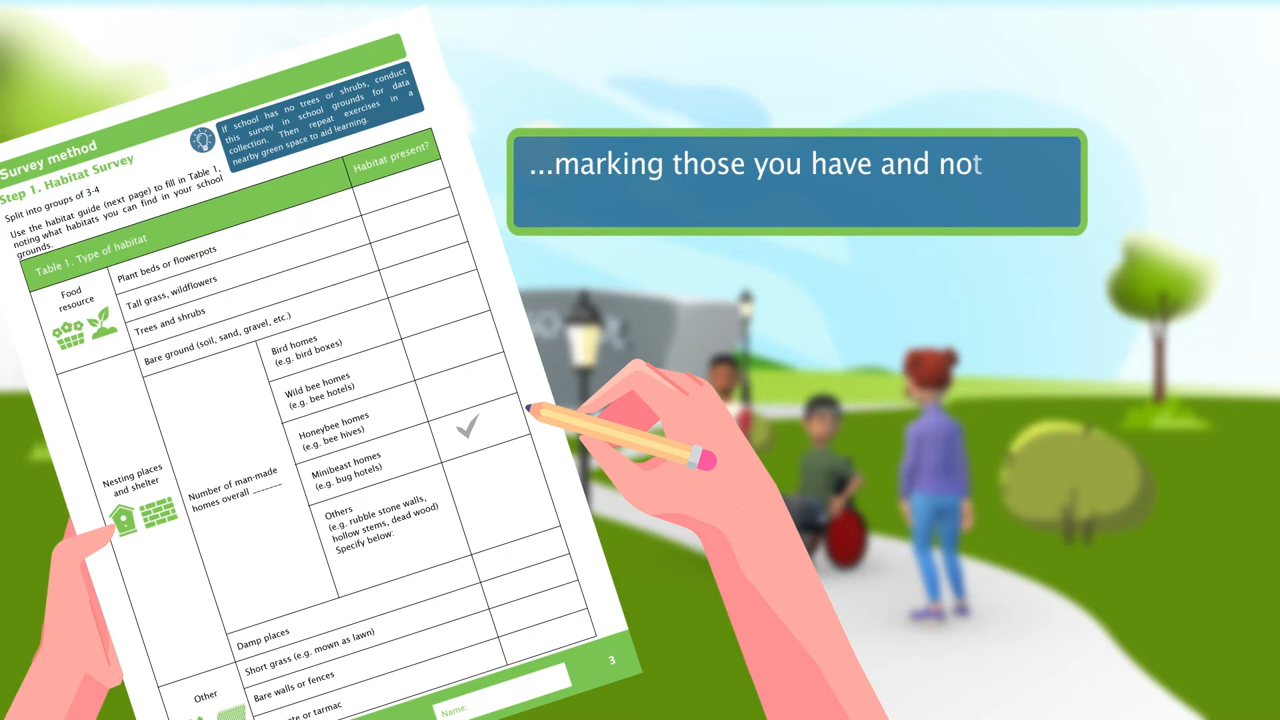 Survey method
Step 1. Habitat Survey
Split into groups of 3-4
Use the habitat guide (next page) to fill in Table 1,
noting what habitats you can find in your school
grounds.
If school has no trees or shrubs, conduct
this survey in school grounds for data
collection. Then repeat exercises in a
nearby green space to aid learning.
Table 1. Type of habitat
Habitat present?
Food
resource
Plant beds or flowerpots
Tall grass, wildflowers
Trees and shrubs
Bare ground (soil, sand, gravel, etc.)
Nesting places
and shelter
Number of man-made
homes overall _______
Bird homes
(e.g. bird boxes)
Wild bee homes
(e.g. bee hotels)
Honeybee homes
(e.g. bee hives)
Minibeast homes
(e.g. bug hotels)
Others
(e.g. rubble stone walls,
hollow stems, dead wood)
Specify below:
Damp places
Other
Short grass (e.g. mown as lawn)
Bare walls or fences
or tarmac
Name:
3
...marking those you have and not